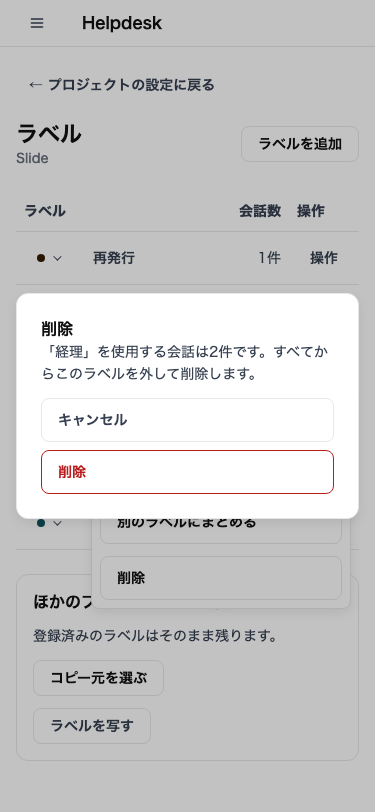 Helpdesk
← プロジェクトの設定に戻る
ラベル
Slide
ラベルを追加
ラベル 会話数 操作
再発行 1件 操作
削除
「経理」を使用する会話は2件です。すべてか
らこのラベルを外して削除します。
キャンセル
削除
別のラベルにまとめる
削除
ほかのプ
登録済みのラベルはそのまま残ります。
コピー元を選ぶ
ラベルを写す